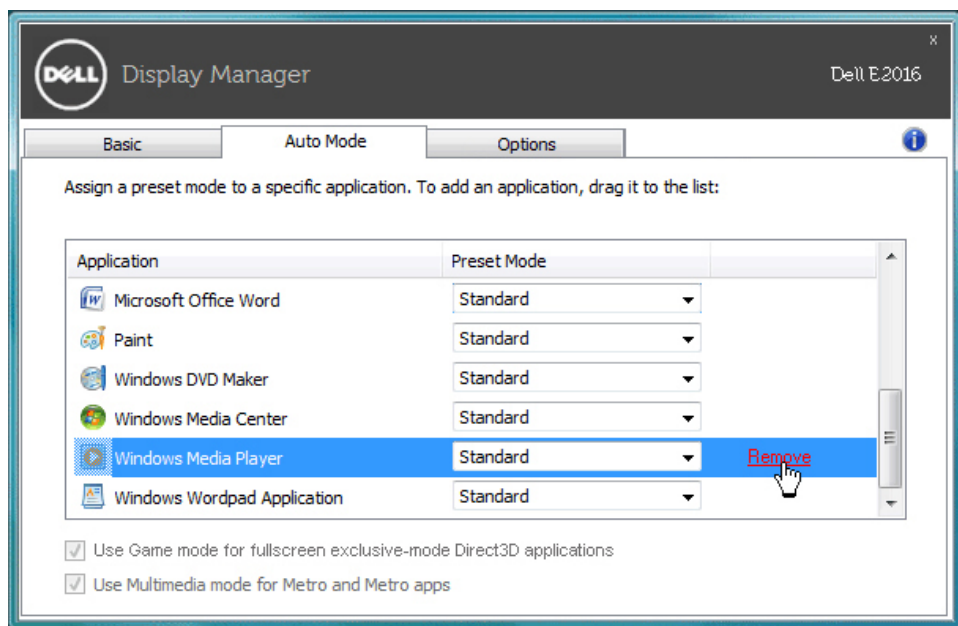 x
DELL Display Manager Dell E2016
Basic Auto Mode Options
Assign a preset mode to a specific application. To add an application, drag it to the list:
Application Preset Mode
Microsoft Office Word Standard
Paint Standard
Windows DVD Maker Standard
Windows Media Center Standard
Windows Media Player Standard Remove
Windows Wordpad Application Standard
Use Game mode for fullscreen exclusive-mode Direct3D applications
Use Multimedia mode for Metro and Metro apps